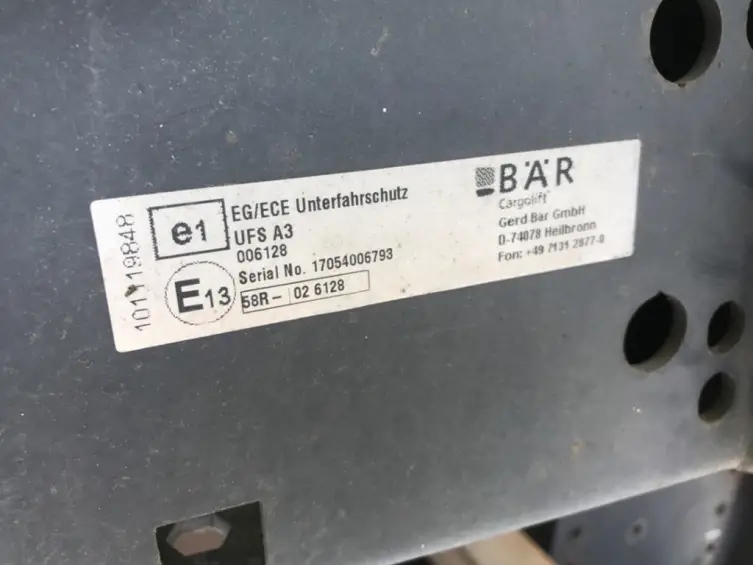 101119848
e1
EG/ECE Unterfahrschutz
UFS A3
006128
Serial No. 17054006793
E13
58R- 02 6128
BÄR
Cargolift
Gerd Bär GmbH
D-74078 Heilbronn
Fon: +49 7131 2877-0